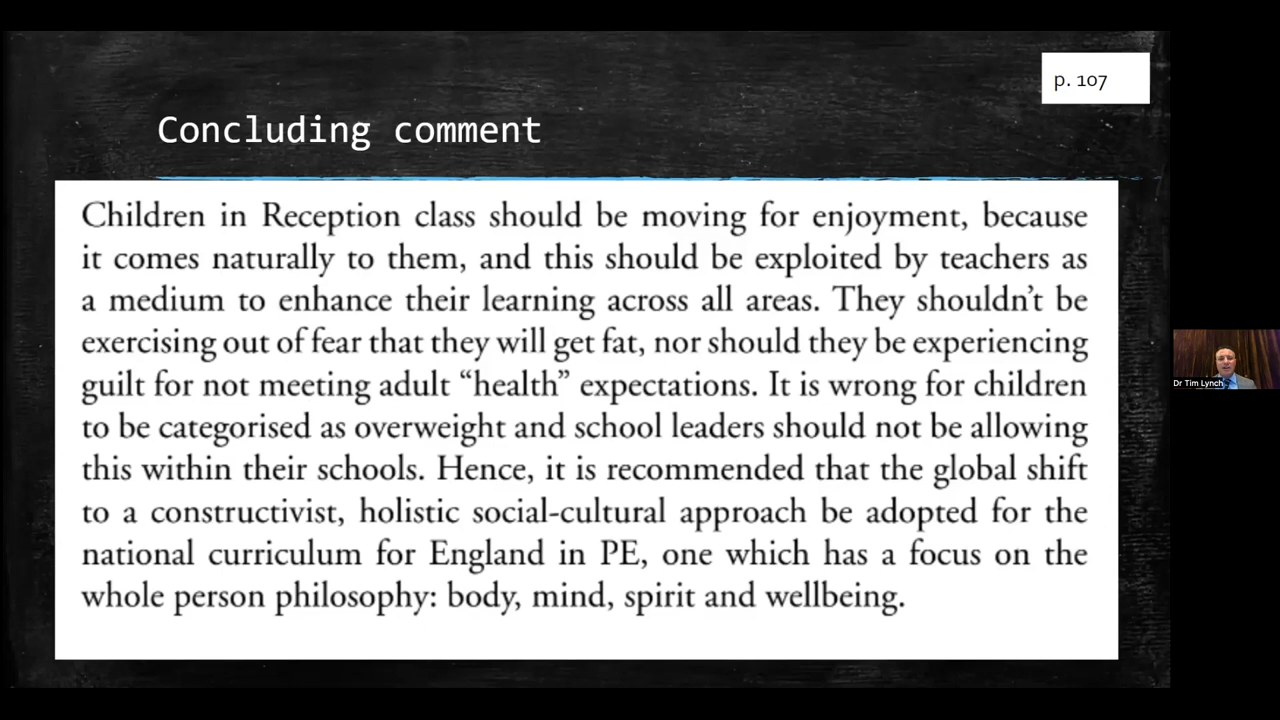 p. 107
Concluding comment
Children in Reception class should be moving for enjoyment, because
it comes naturally to them, and this should be exploited by teachers as
a medium to enhance their learning across all areas. They shouldn’t be
exercising out of fear that they will get fat, nor should they be experiencing
guilt for not meeting adult “health” expectations. It is wrong for children
to be categorised as overweight and school leaders should not be allowing
this within their schools. Hence, it is recommended that the global shift
to a constructivist, holistic social-cultural approach be adopted for the
national curriculum for England in PE, one which has a focus on the
whole person philosophy: body, mind, spirit and wellbeing.
Dr Tim Lynch